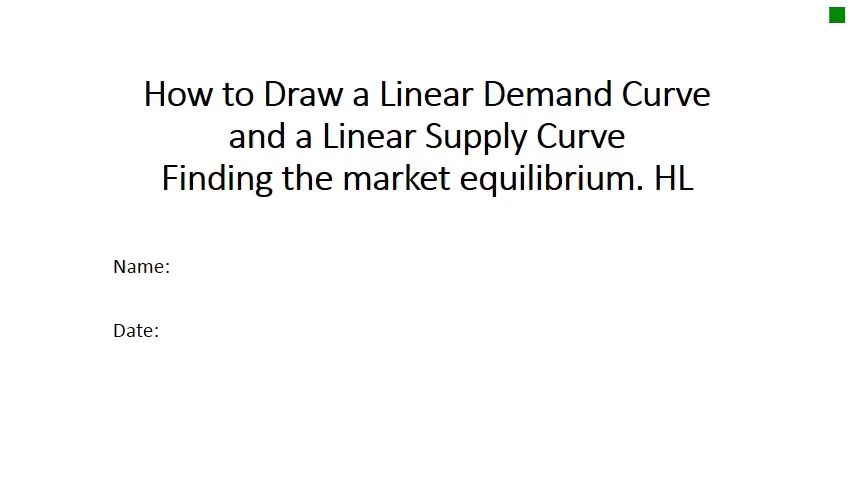 How to Draw a Linear Demand Curve
and a Linear Supply Curve
Finding the market equilibrium. HL
Name:
Date: